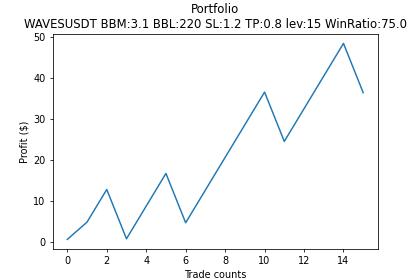 Portfolio
WAVESUSDT BBM:3.1 BBL:220 SL:1.2 TP:0.8 lev:15 WinRatio:75.0
50
40
30
20
10
0
Profit ($)
0 2 4 6 8 10 12 14
Trade counts